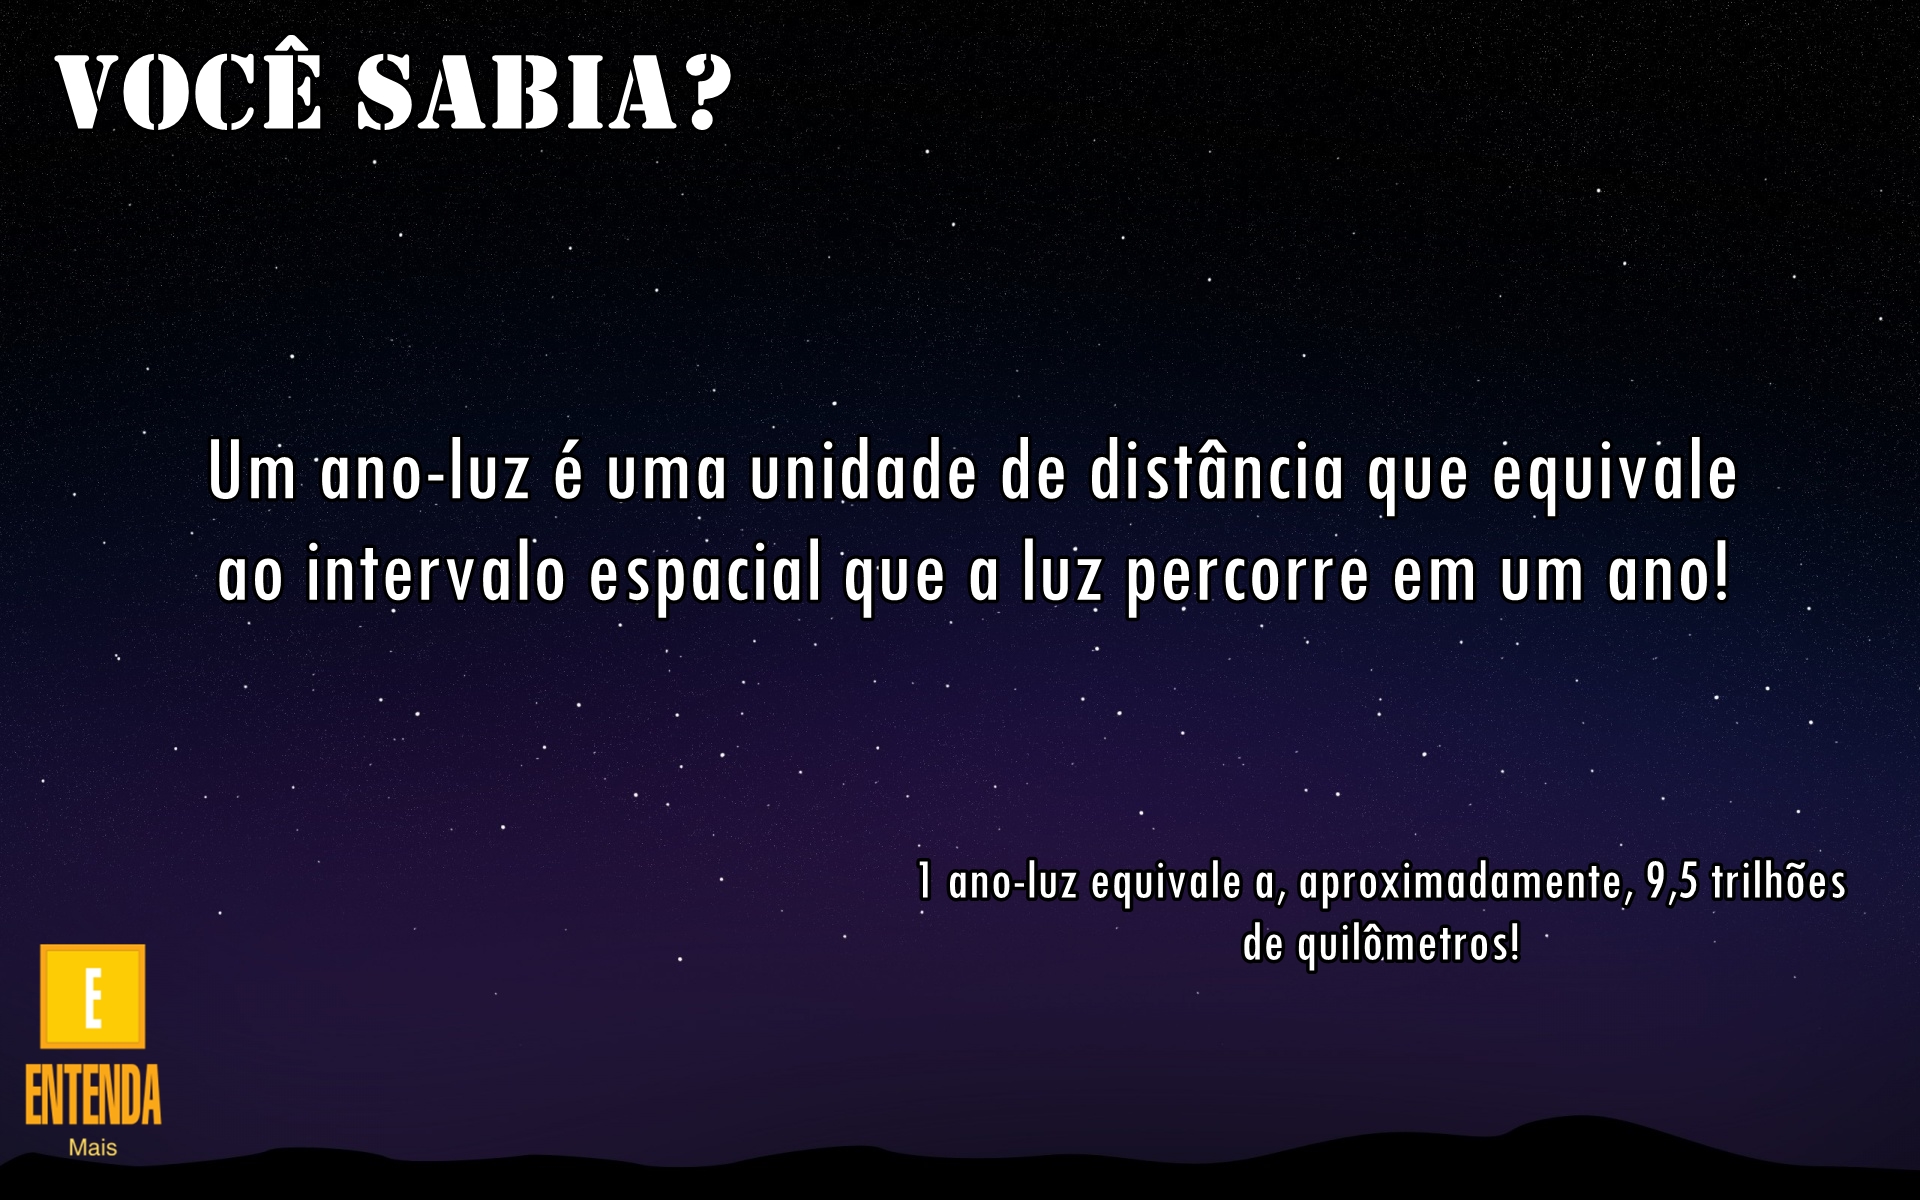 VOCÊ SABIA?
Um ano-luz é uma unidade de distância que equivale
ao intervalo espacial que a luz percorre em um ano!
1 ano-luz equivale a, aproximadamente, 9,5 trilhões
de quilômetros!
E
ENTENDA
Mais